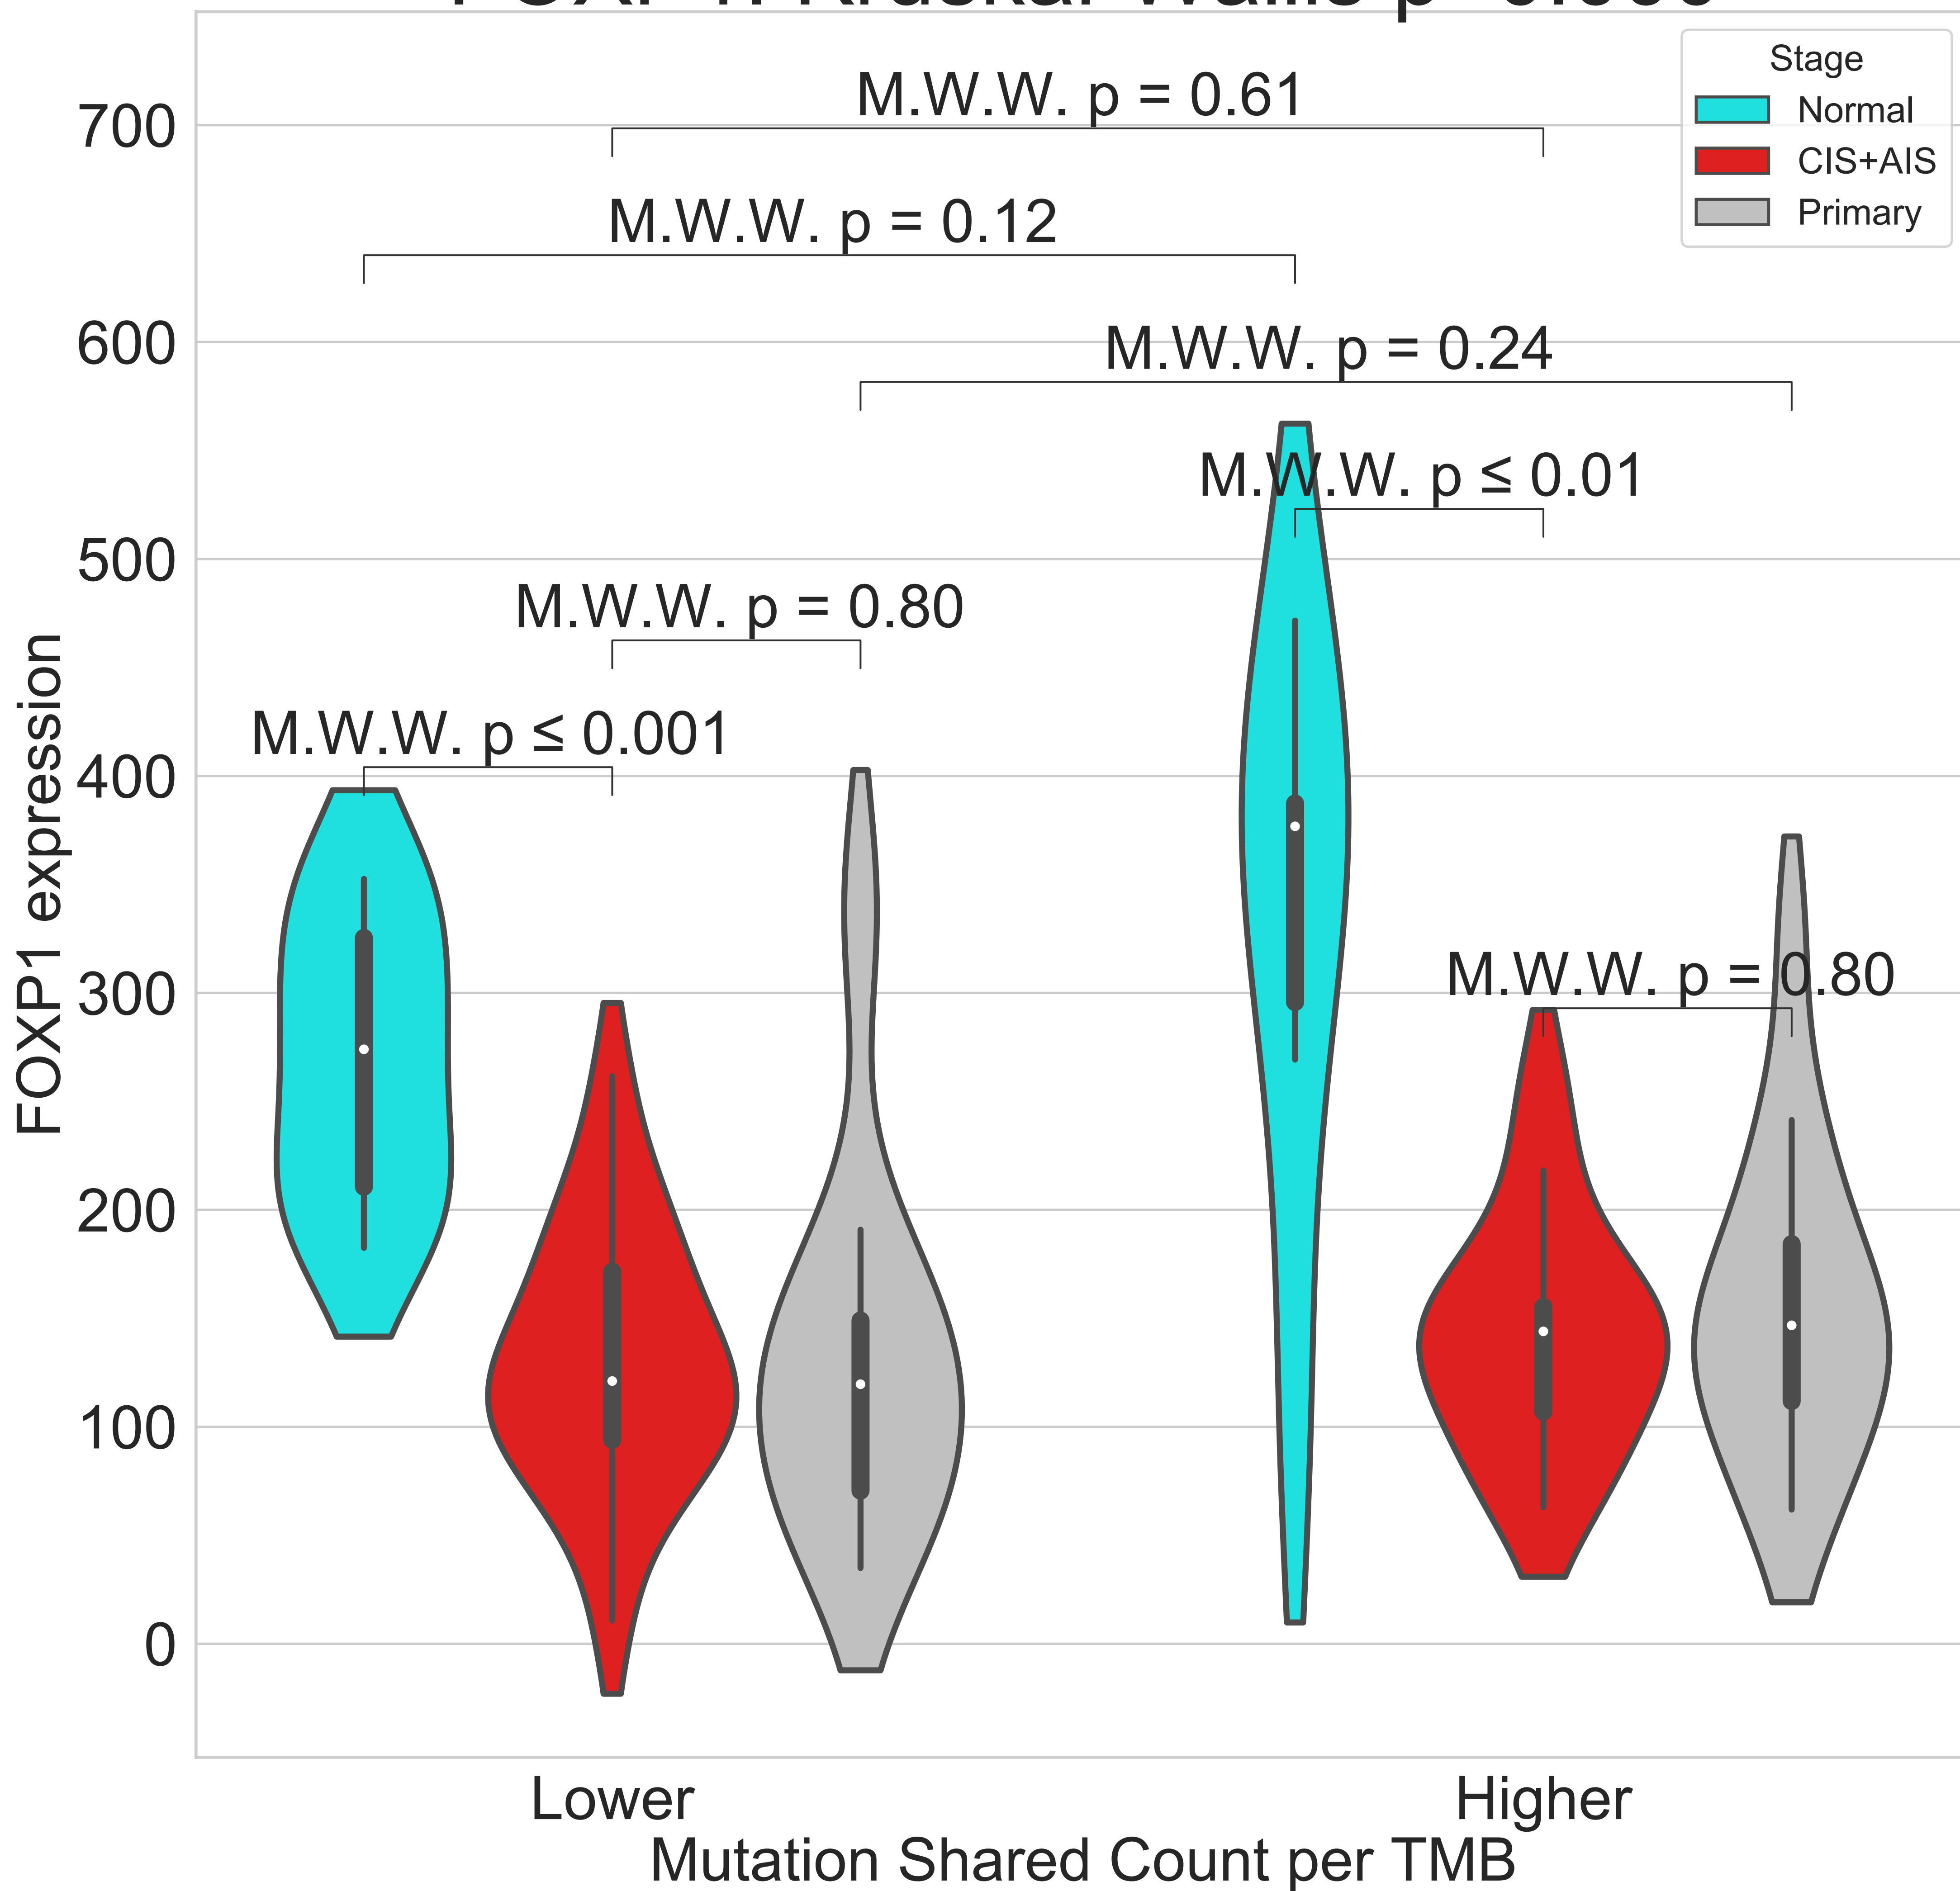 M.W.W. p = 0.61
M.W.W. p = 0.12
M.W.W. p = 0.24
M.W.W. p ≤ 0.01
M.W.W. p = 0.80
M.W.W. p ≤ 0.001
M.W.W. p = 0.80
Stage
Normal
CIS+AIS
Primary
700
600
500
400
300
200
100
0
FOXP1 expression
Lower
Higher
Mutation Shared Count per TMB